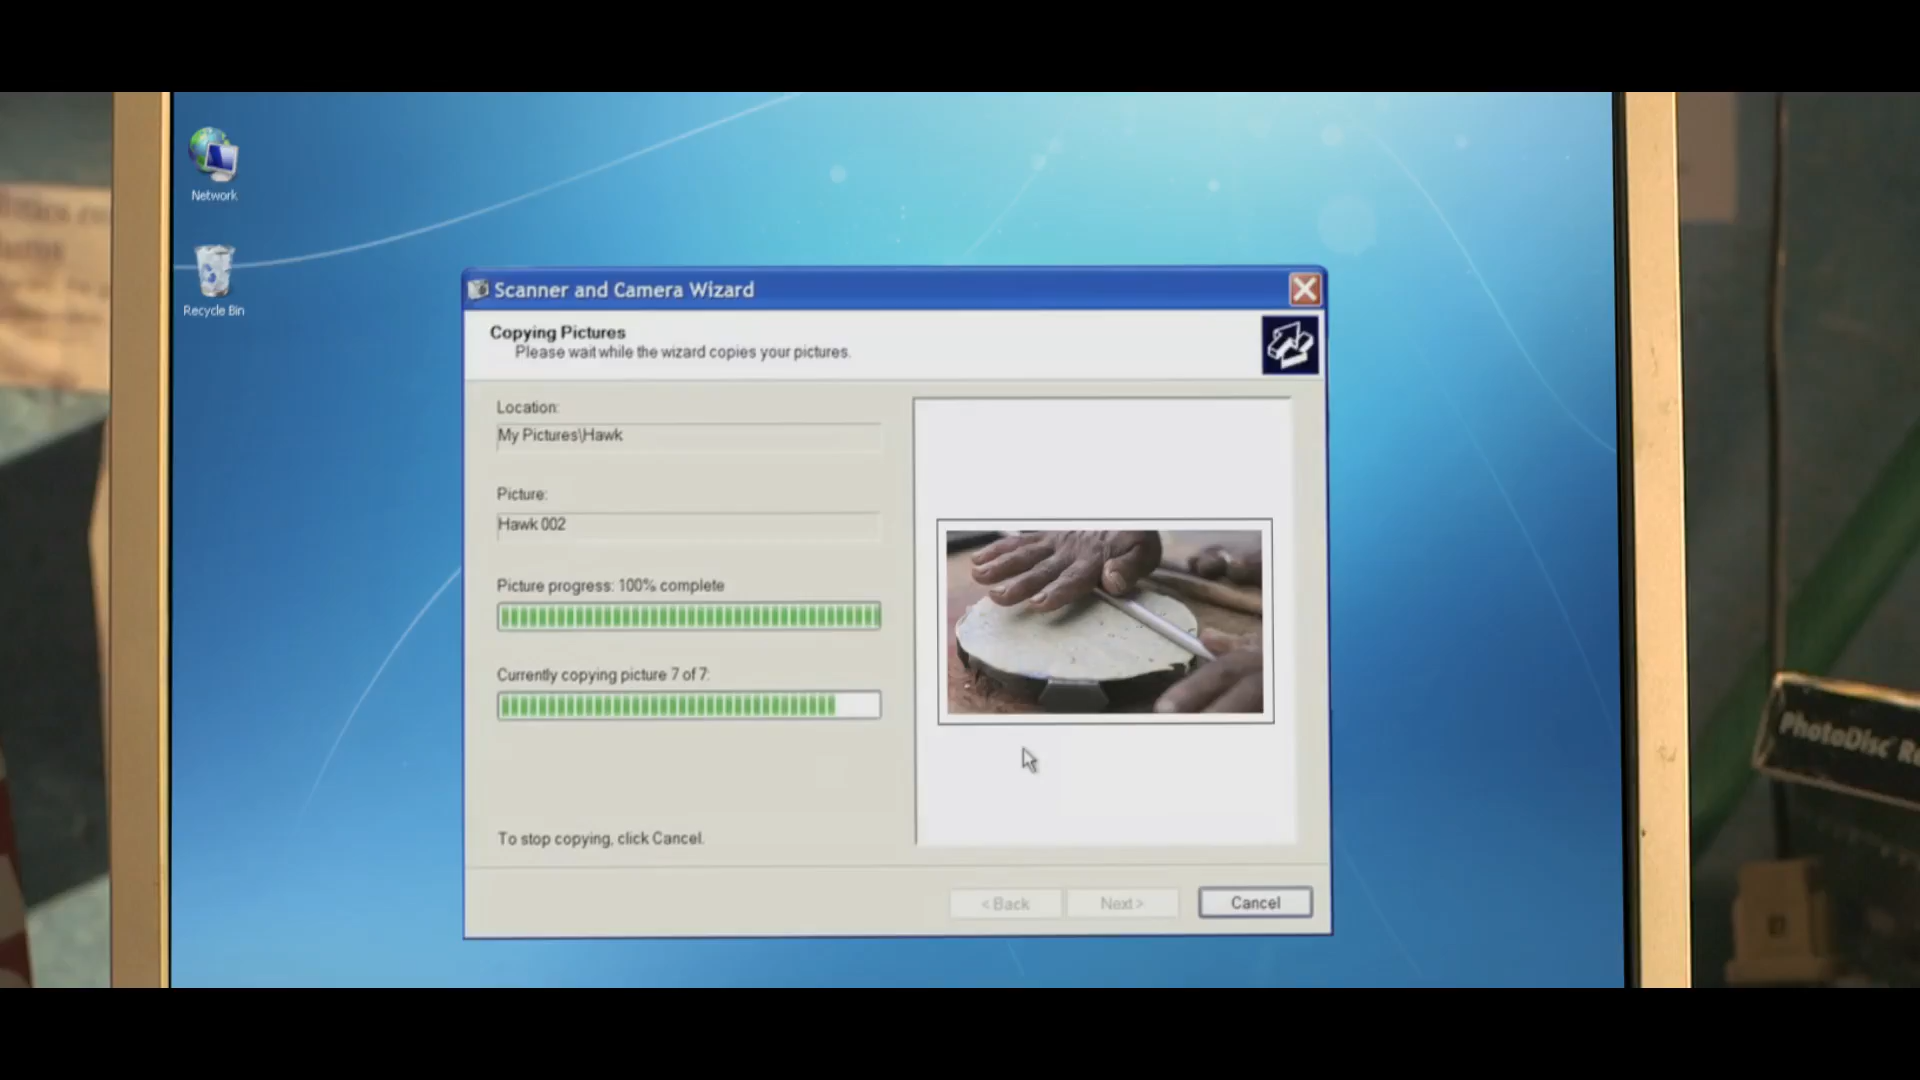 Network
Recycle Bin
Scanner and Camera Wizard
Copying Pictures
Please wait while the wizard copies your pictures.
Location:
My Pictures\Hawk
Picture:
Hawk 002
Picture progress: 100% complete
Currently copying picture 7 of 7:
To stop copying, click Cancel.
< Back
Next >
Cancel
PhotoDisc